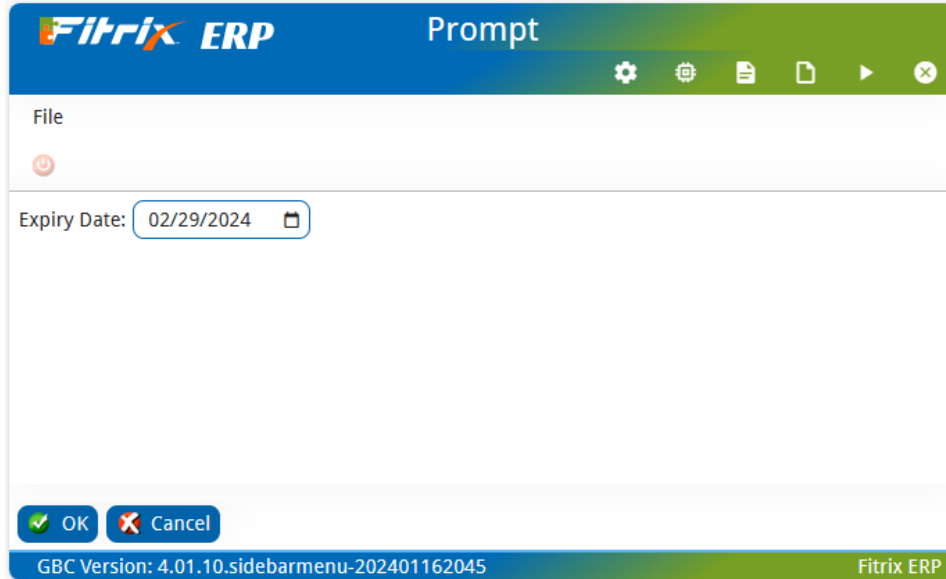 Fitrix ERP Prompt
File
Expiry Date: 02/29/2024
OK Cancel
GBC Version: 4.01.10.sidebarmenu-202401162045 Fitrix ERP